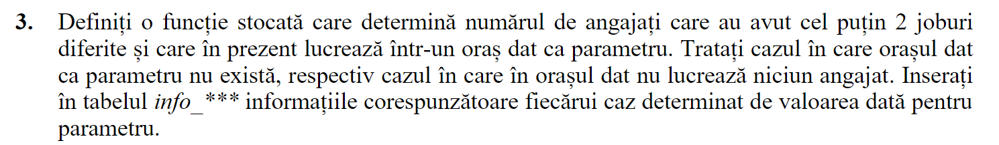 3. Definiți o funcție stocată care determină numărul de angajați care au avut cel puțin 2 joburi
diferite și care în prezent lucrează într-un oraș dat ca parametru. Tratați cazul în care orașul dat
ca parametru nu există, respectiv cazul în care în orașul dat nu lucrează niciun angajat. Inserați
în tabelul info_*** informațiile corespunzătoare fiecărui caz determinat de valoarea dată pentru
parametru.